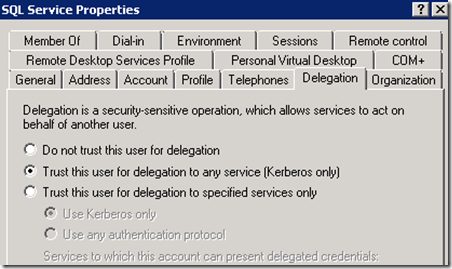 SQL Service Properties
Member Of Dial-in Environment Sessions Remote control
Remote Desktop Services Profile Personal Virtual Desktop COM+
General Address Account Profile Telephones Delegation Organization
Delegation is a security-sensitive operation, which allows services to act on
behalf of another user.
Do not trust this user for delegation
Trust this user for delegation to any service (Kerberos only)
Trust this user for delegation to specified services only
Use Kerberos only
Use any authentication protocol
Services to which this account can present delegated credentials: